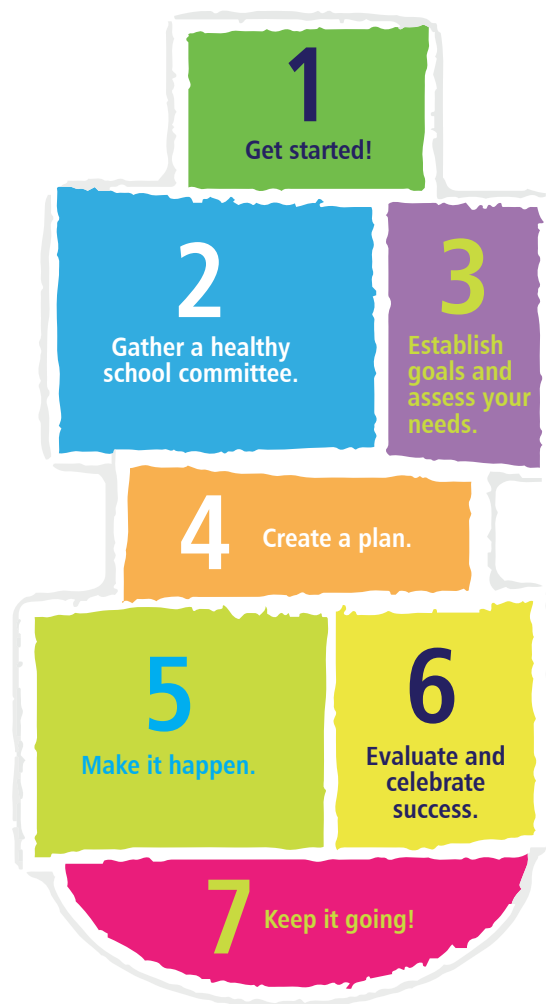 1
Get started!
2
Gather a healthy
school committee.
3
Establish
goals and
assess your
needs.
4
Create a plan.
5
Make it happen.
6
Evaluate and
celebrate
success.
7
Keep it going!